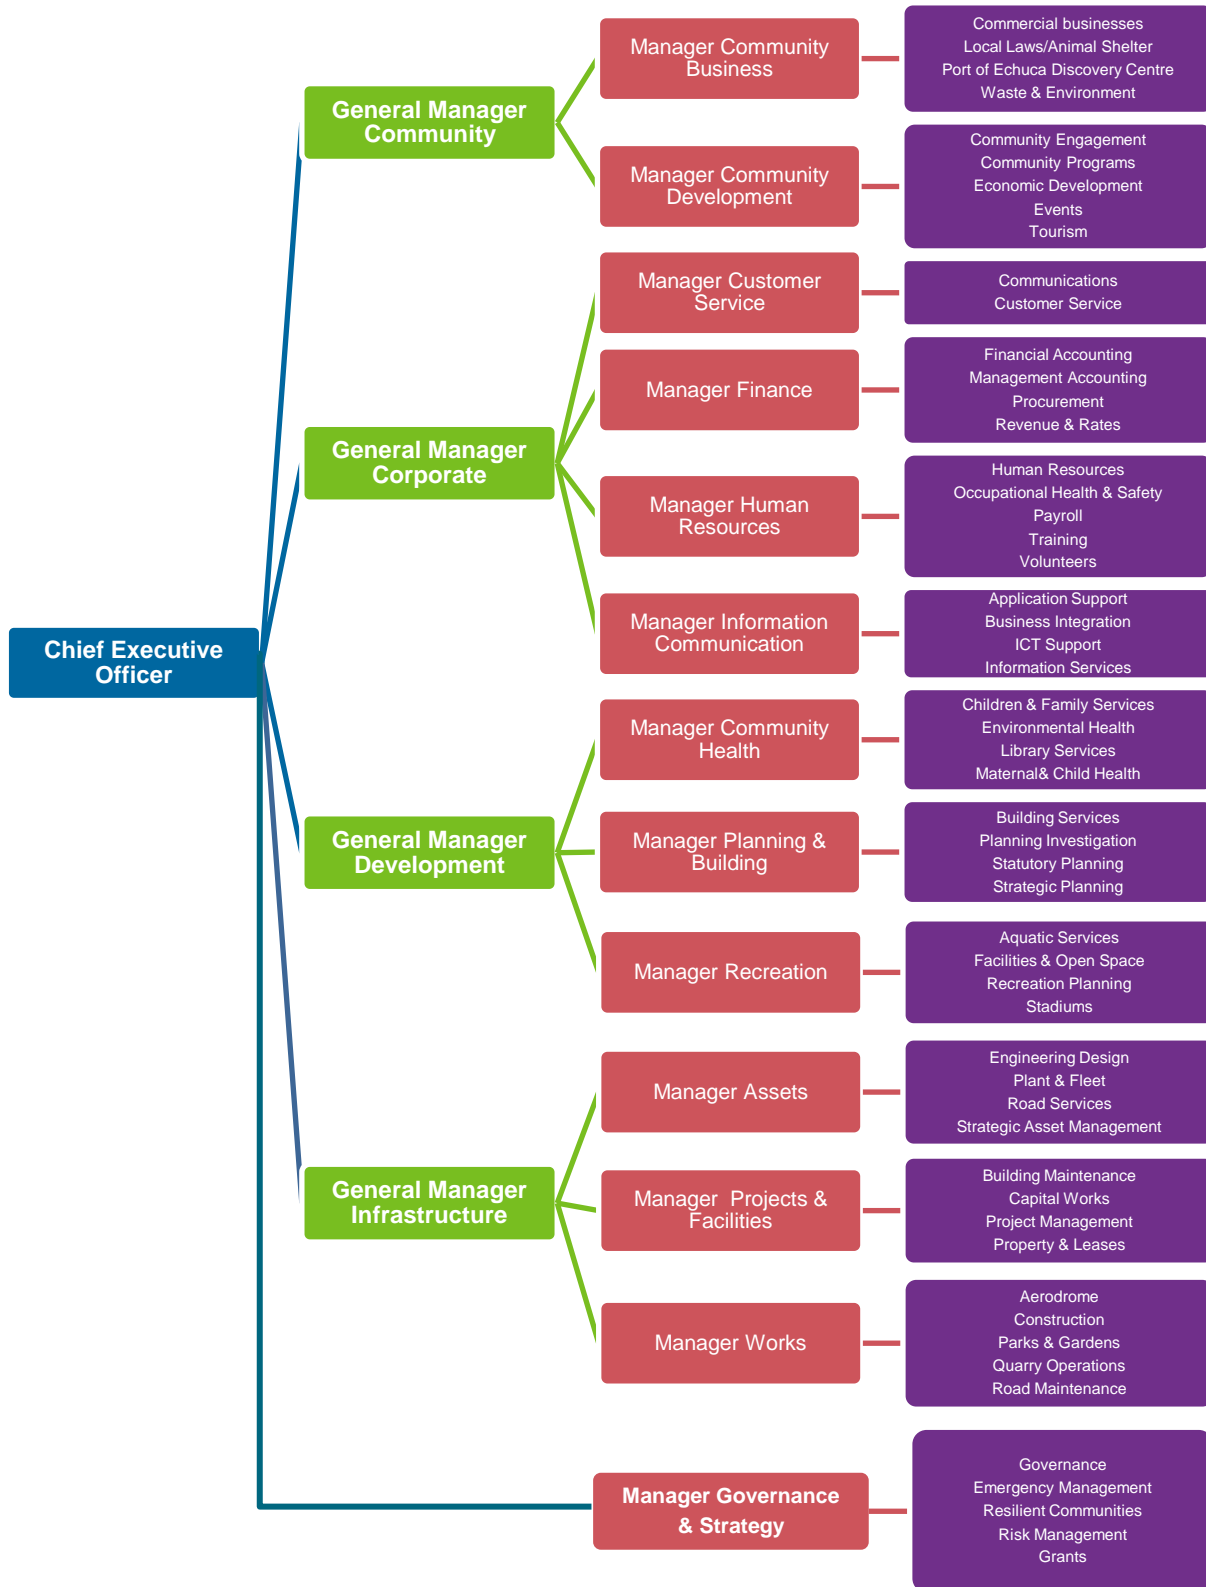 Chief Executive
Officer
General Manager
Community
Manager Community
Business
Commercial businesses
Local Laws/Animal Shelter
Port of Echuca Discovery Centre
Waste & Environment
Manager Community
Development
Community Engagement
Community Programs
Economic Development
Events
Tourism
General Manager
Corporate
Manager Customer
Service
Communications
Customer Service
Manager Finance
Financial Accounting
Management Accounting
Procurement
Revenue & Rates
Manager Human
Resources
Human Resources
Occupational Health & Safety
Payroll
Training
Volunteers
Manager Information
Communication
Application Support
Business Integration
ICT Support
Information Services
General Manager
Development
Manager Community
Health
Children & Family Services
Environmental Health
Library Services
Maternal& Child Health
Manager Planning &
Building
Building Services
Planning Investigation
Statutory Planning
Strategic Planning
Manager Recreation
Aquatic Services
Facilities & Open Space
Recreation Planning
Stadiums
General Manager
Infrastructure
Manager Assets
Engineering Design
Plant & Fleet
Road Services
Strategic Asset Management
Manager  Projects &
Facilities
Building Maintenance
Capital Works
Project Management
Property & Leases
Manager Works
Aerodrome
Construction
Parks & Gardens
Quarry Operations
Road Maintenance
Manager Governance
& Strategy
Governance
Emergency Management
Resilient Communities
Risk Management
Grants